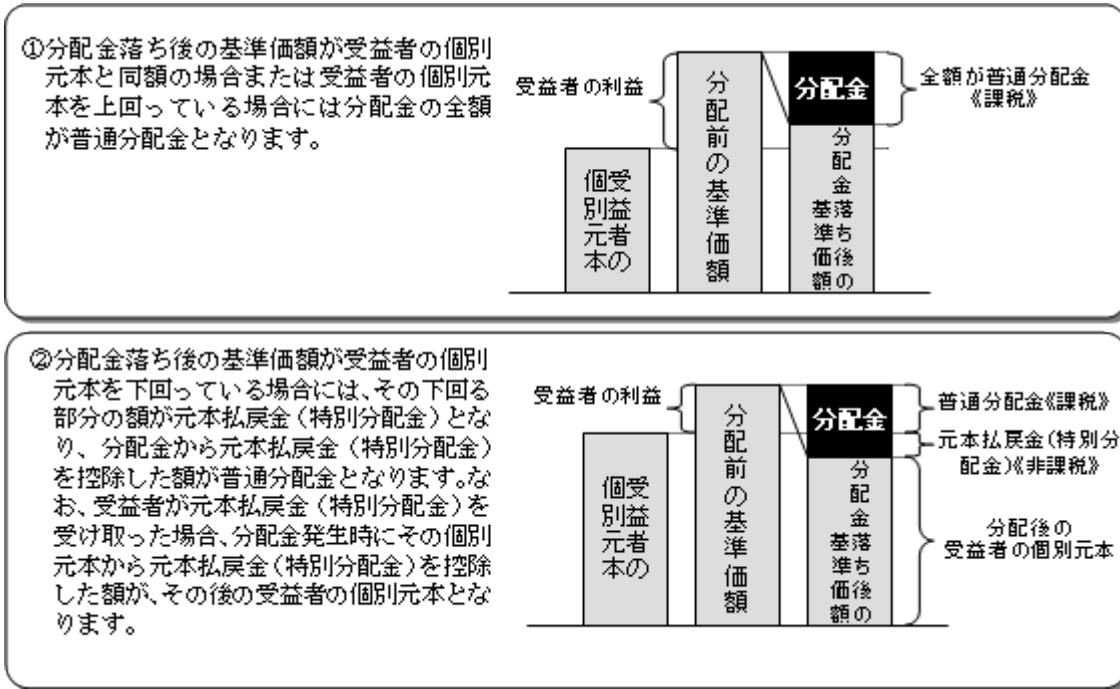 ①分配金落ち後の基準価額が受益者の個別
元本と同額の場合または受益者の個別元
本を上回っている場合には分配金の全額
が普通分配金となります。
受益者の利益
受益者の
個別元本
分配前の基準価額
分配金
分配金落ち後の
基準価額
全額が普通分配金
《課税》
②分配金落ち後の基準価額が受益者の個別
元本を下回っている場合には、その下回る
部分の額が元本払戻金(特別分配金)とな
り、分配金から元本払戻金(特別分配金)
を控除した額が普通分配金となります。な
お、受益者が元本払戻金(特別分配金)を
受け取った場合、分配金発生時にその個別
元本から元本払戻金(特別分配金)を控除
した額が、その後の受益者の個別元本とな
ります。
受益者の利益
受益者の
個別元本
分配前の基準価額
分配金
分配金落ち後の
基準価額
普通分配金《課税》
元本払戻金(特別分
配金)《非課税》
分配後の
受益者の個別元本